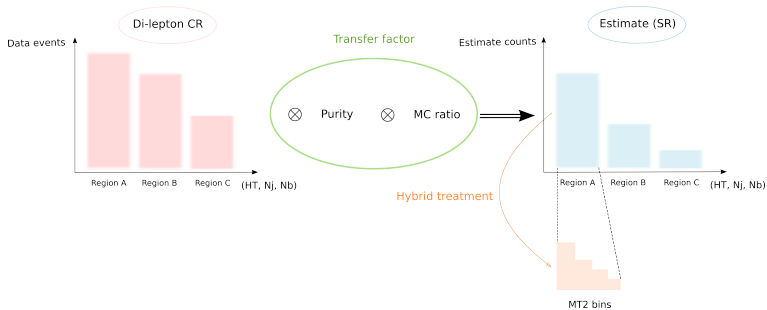 Di-lepton CR
Estimate (SR)
Data events
Transfer factor
Estimate counts
⊗ Purity ⊗ MC ratio
Region A Region B Region C (HT, Nj, Nb)
Region A Region B Region C (HT, Nj, Nb)
Hybrid treatment
MT2 bins